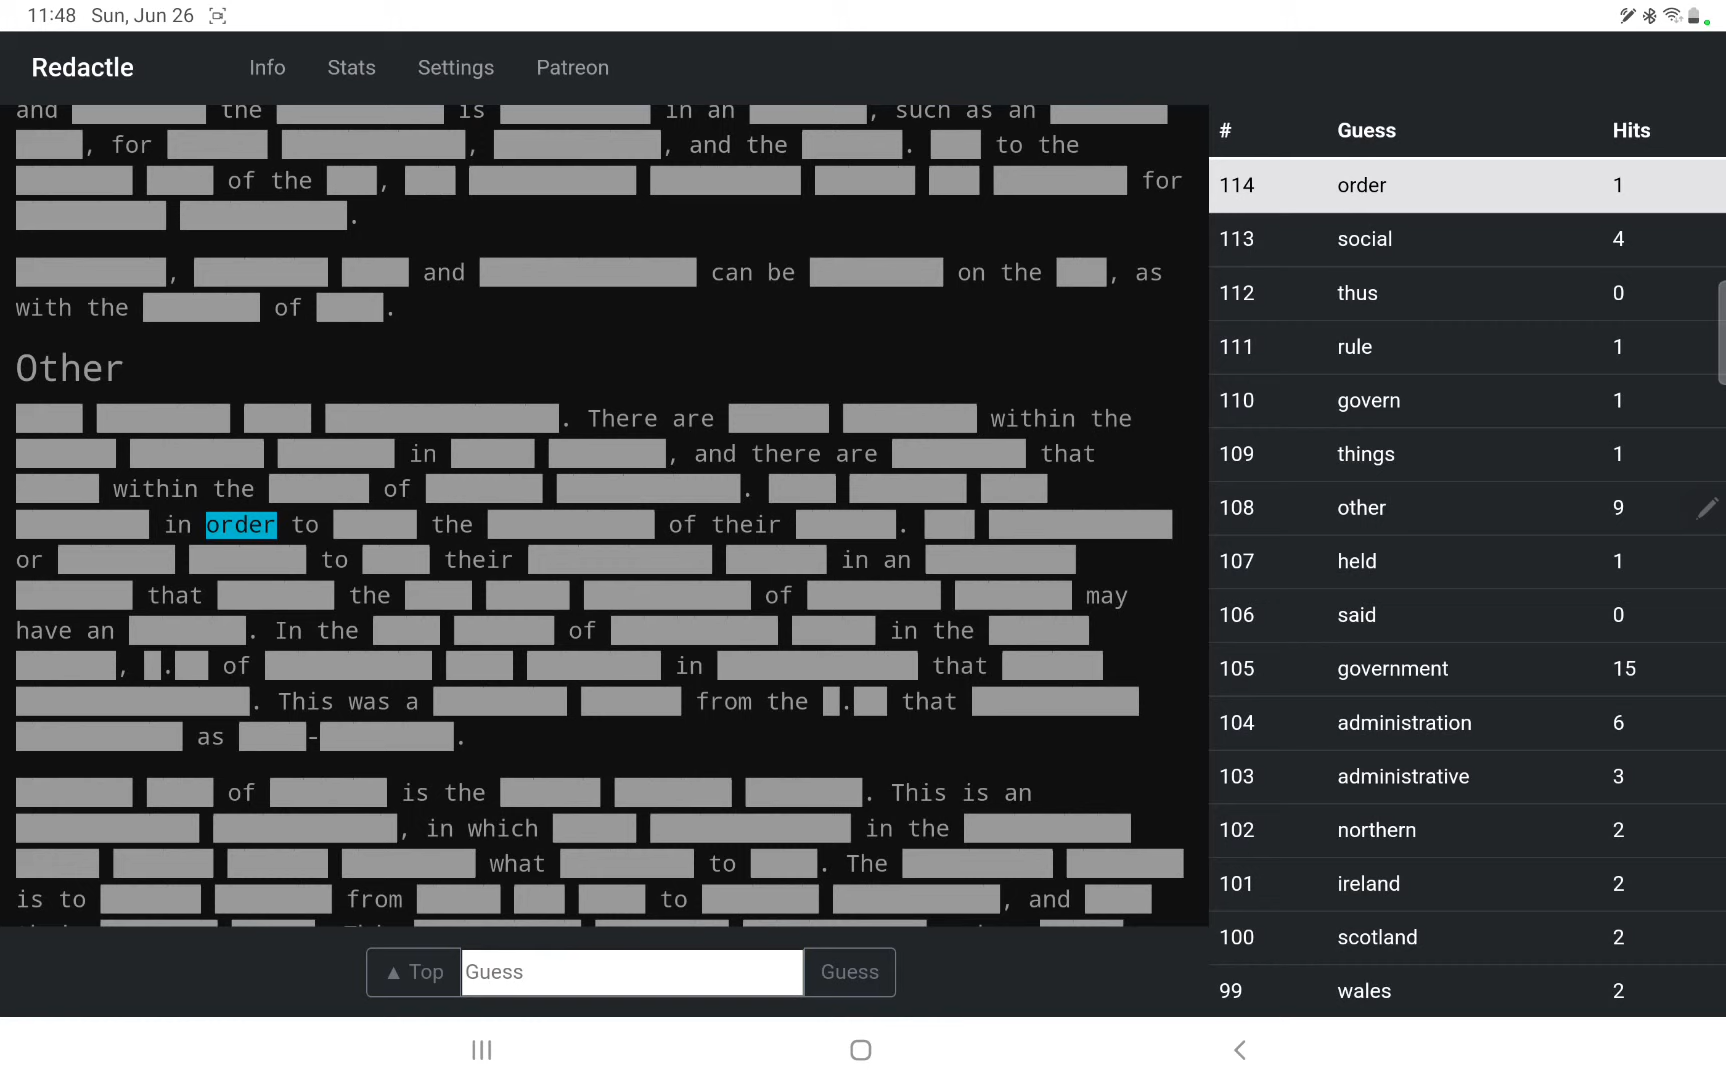 11:48 Sun, Jun 26
Redactle Info Stats Settings Patreon
and the is in an , such as an
, for , , and the . to the
of the , for
.
, and can be on the , as
with the of .
Other
. There are within the
in , and there are that
within the of .
in order to the of their .
or to their in an
that the of may
have an . In the of in the
, . of in that
. This was a from the . that
as - .
of is the . This is an
, in which in the
what to . The
is to from to , and
▲ Top Guess Guess
# Guess Hits
114 order 1
113 social 4
112 thus 0
111 rule 1
110 govern 1
109 things 1
108 other 9
107 held 1
106 said 0
105 government 15
104 administration 6
103 administrative 3
102 northern 2
101 ireland 2
100 scotland 2
99 wales 2